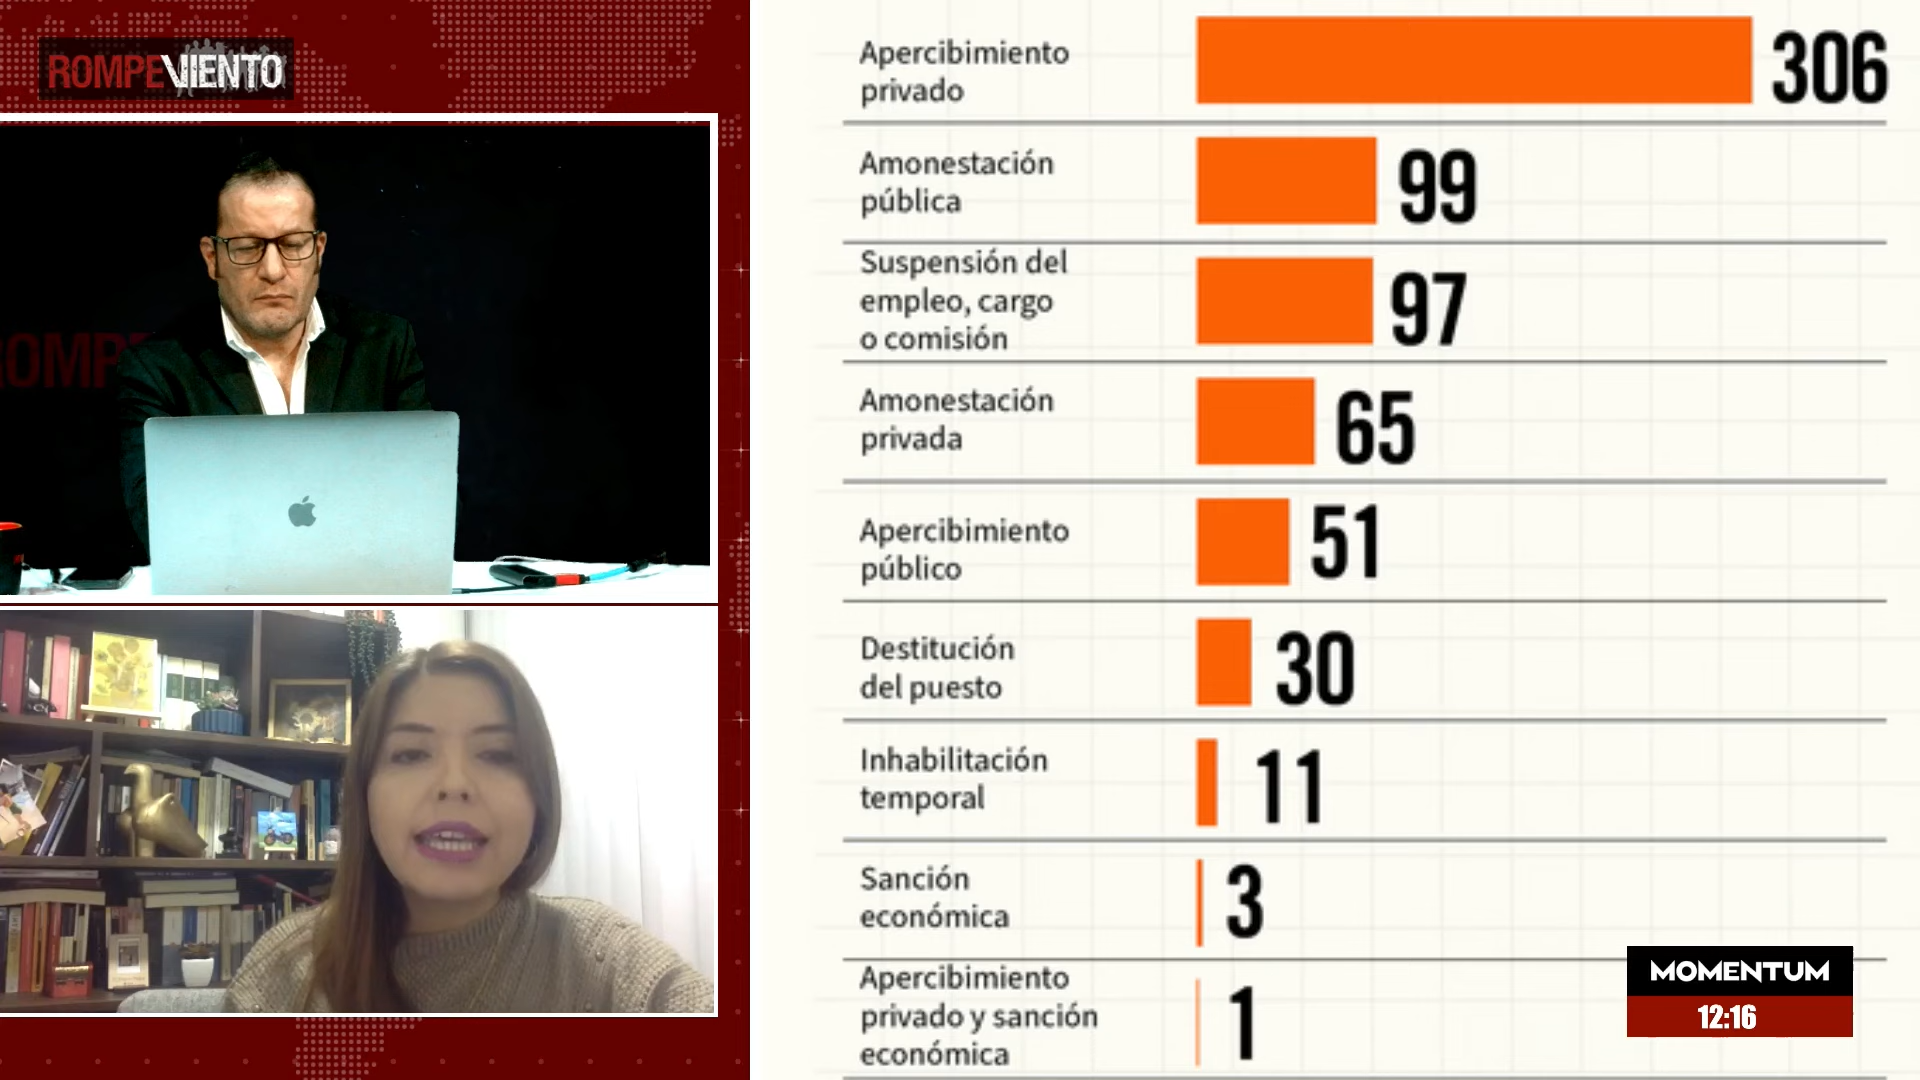 ROMPEVIENTO
ROMP
Apercibimiento
privado
306
Amonestación
pública
99
Suspensión del
empleo, cargo
o comisión
97
Amonestación
privada
65
Apercibimiento
público
51
Destitución
del puesto
30
Inhabilitación
temporal
11
Sanción
económica
3
Apercibimiento
privado y sanción
económica
1
MOMENTUM
12:16